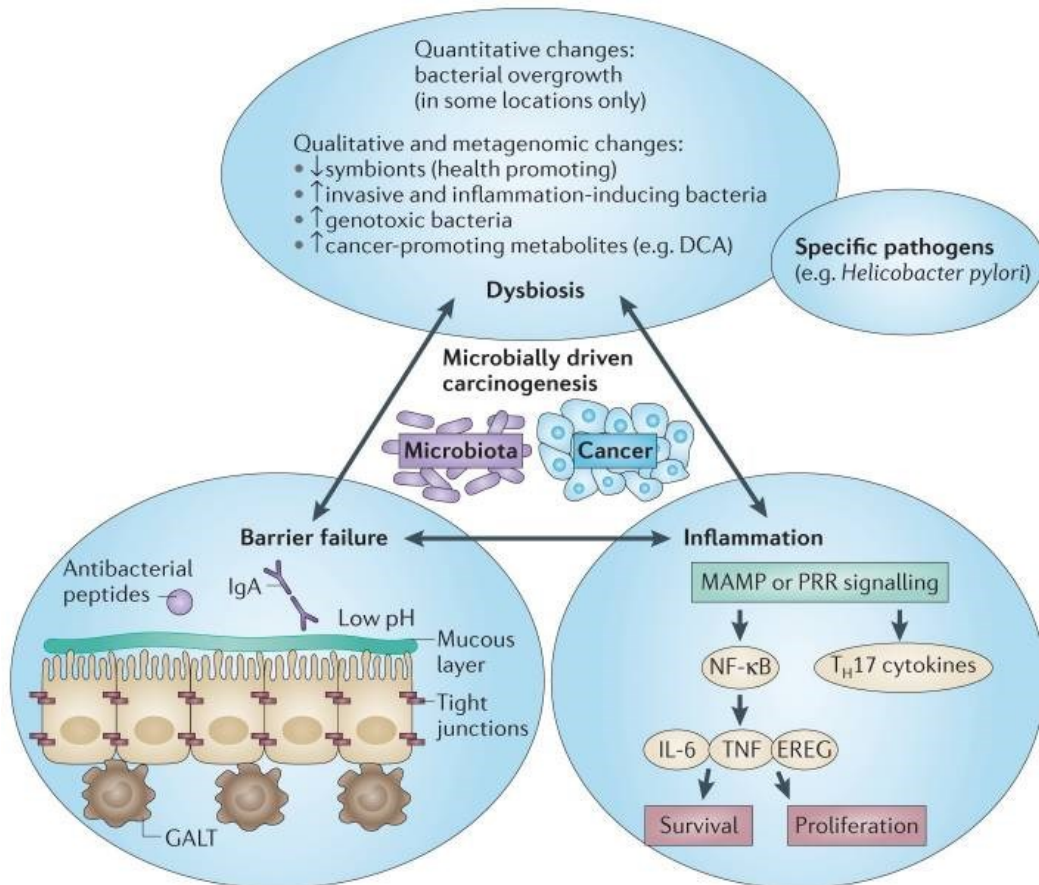 Quantitative changes:
bacterial overgrowth
(in some locations only)
Qualitative and metagenomic changes:
• ↓symbionts (health promoting)
• ↑invasive and inflammation-inducing bacteria
• ↑genotoxic bacteria
• ↑cancer-promoting metabolites (e.g. DCA)
Dysbiosis
Specific pathogens
(e.g. Helicobacter pylori)
Microbially driven
carcinogenesis
Microbiota
Cancer
Barrier failure
Antibacterial
peptides
IgA
Low pH
Mucous
layer
Tight
junctions
GALT
Inflammation
MAMP or PRR signalling
NF-κB
TH17 cytokines
IL-6
TNF
EREG
Survival
Proliferation